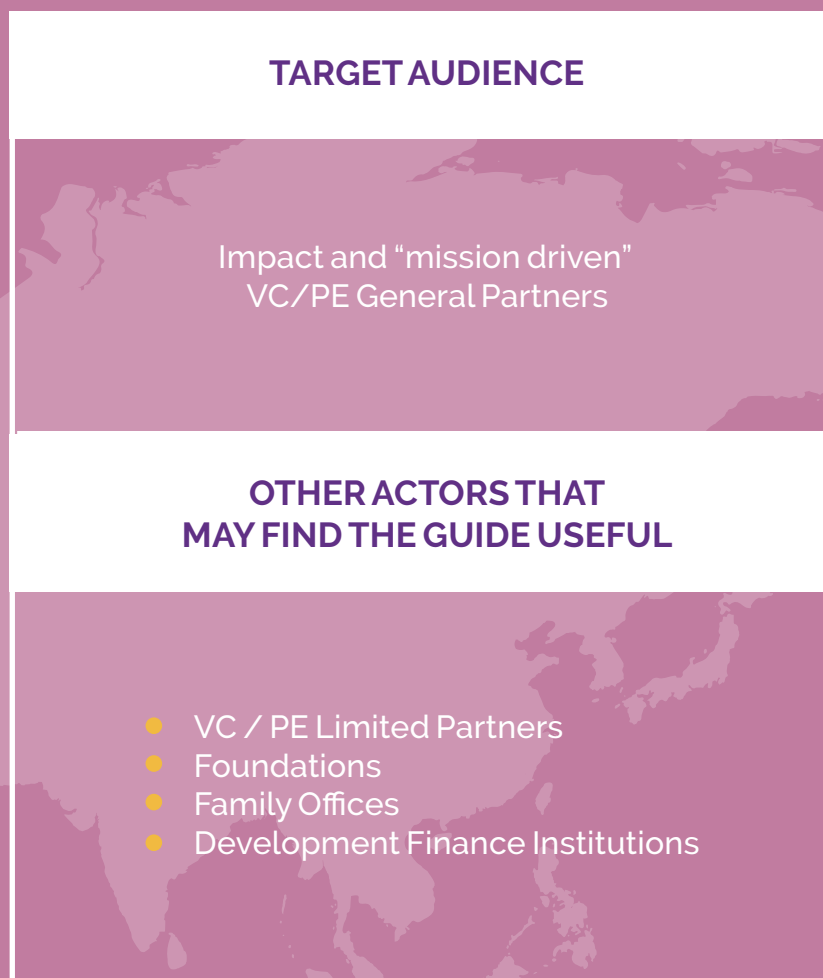 TARGET AUDIENCE
Impact and “mission driven”
VC/PE General Partners
OTHER ACTORS THAT
MAY FIND THE GUIDE USEFUL
VC / PE Limited Partners
Foundations
Family Offices
Development Finance Institutions